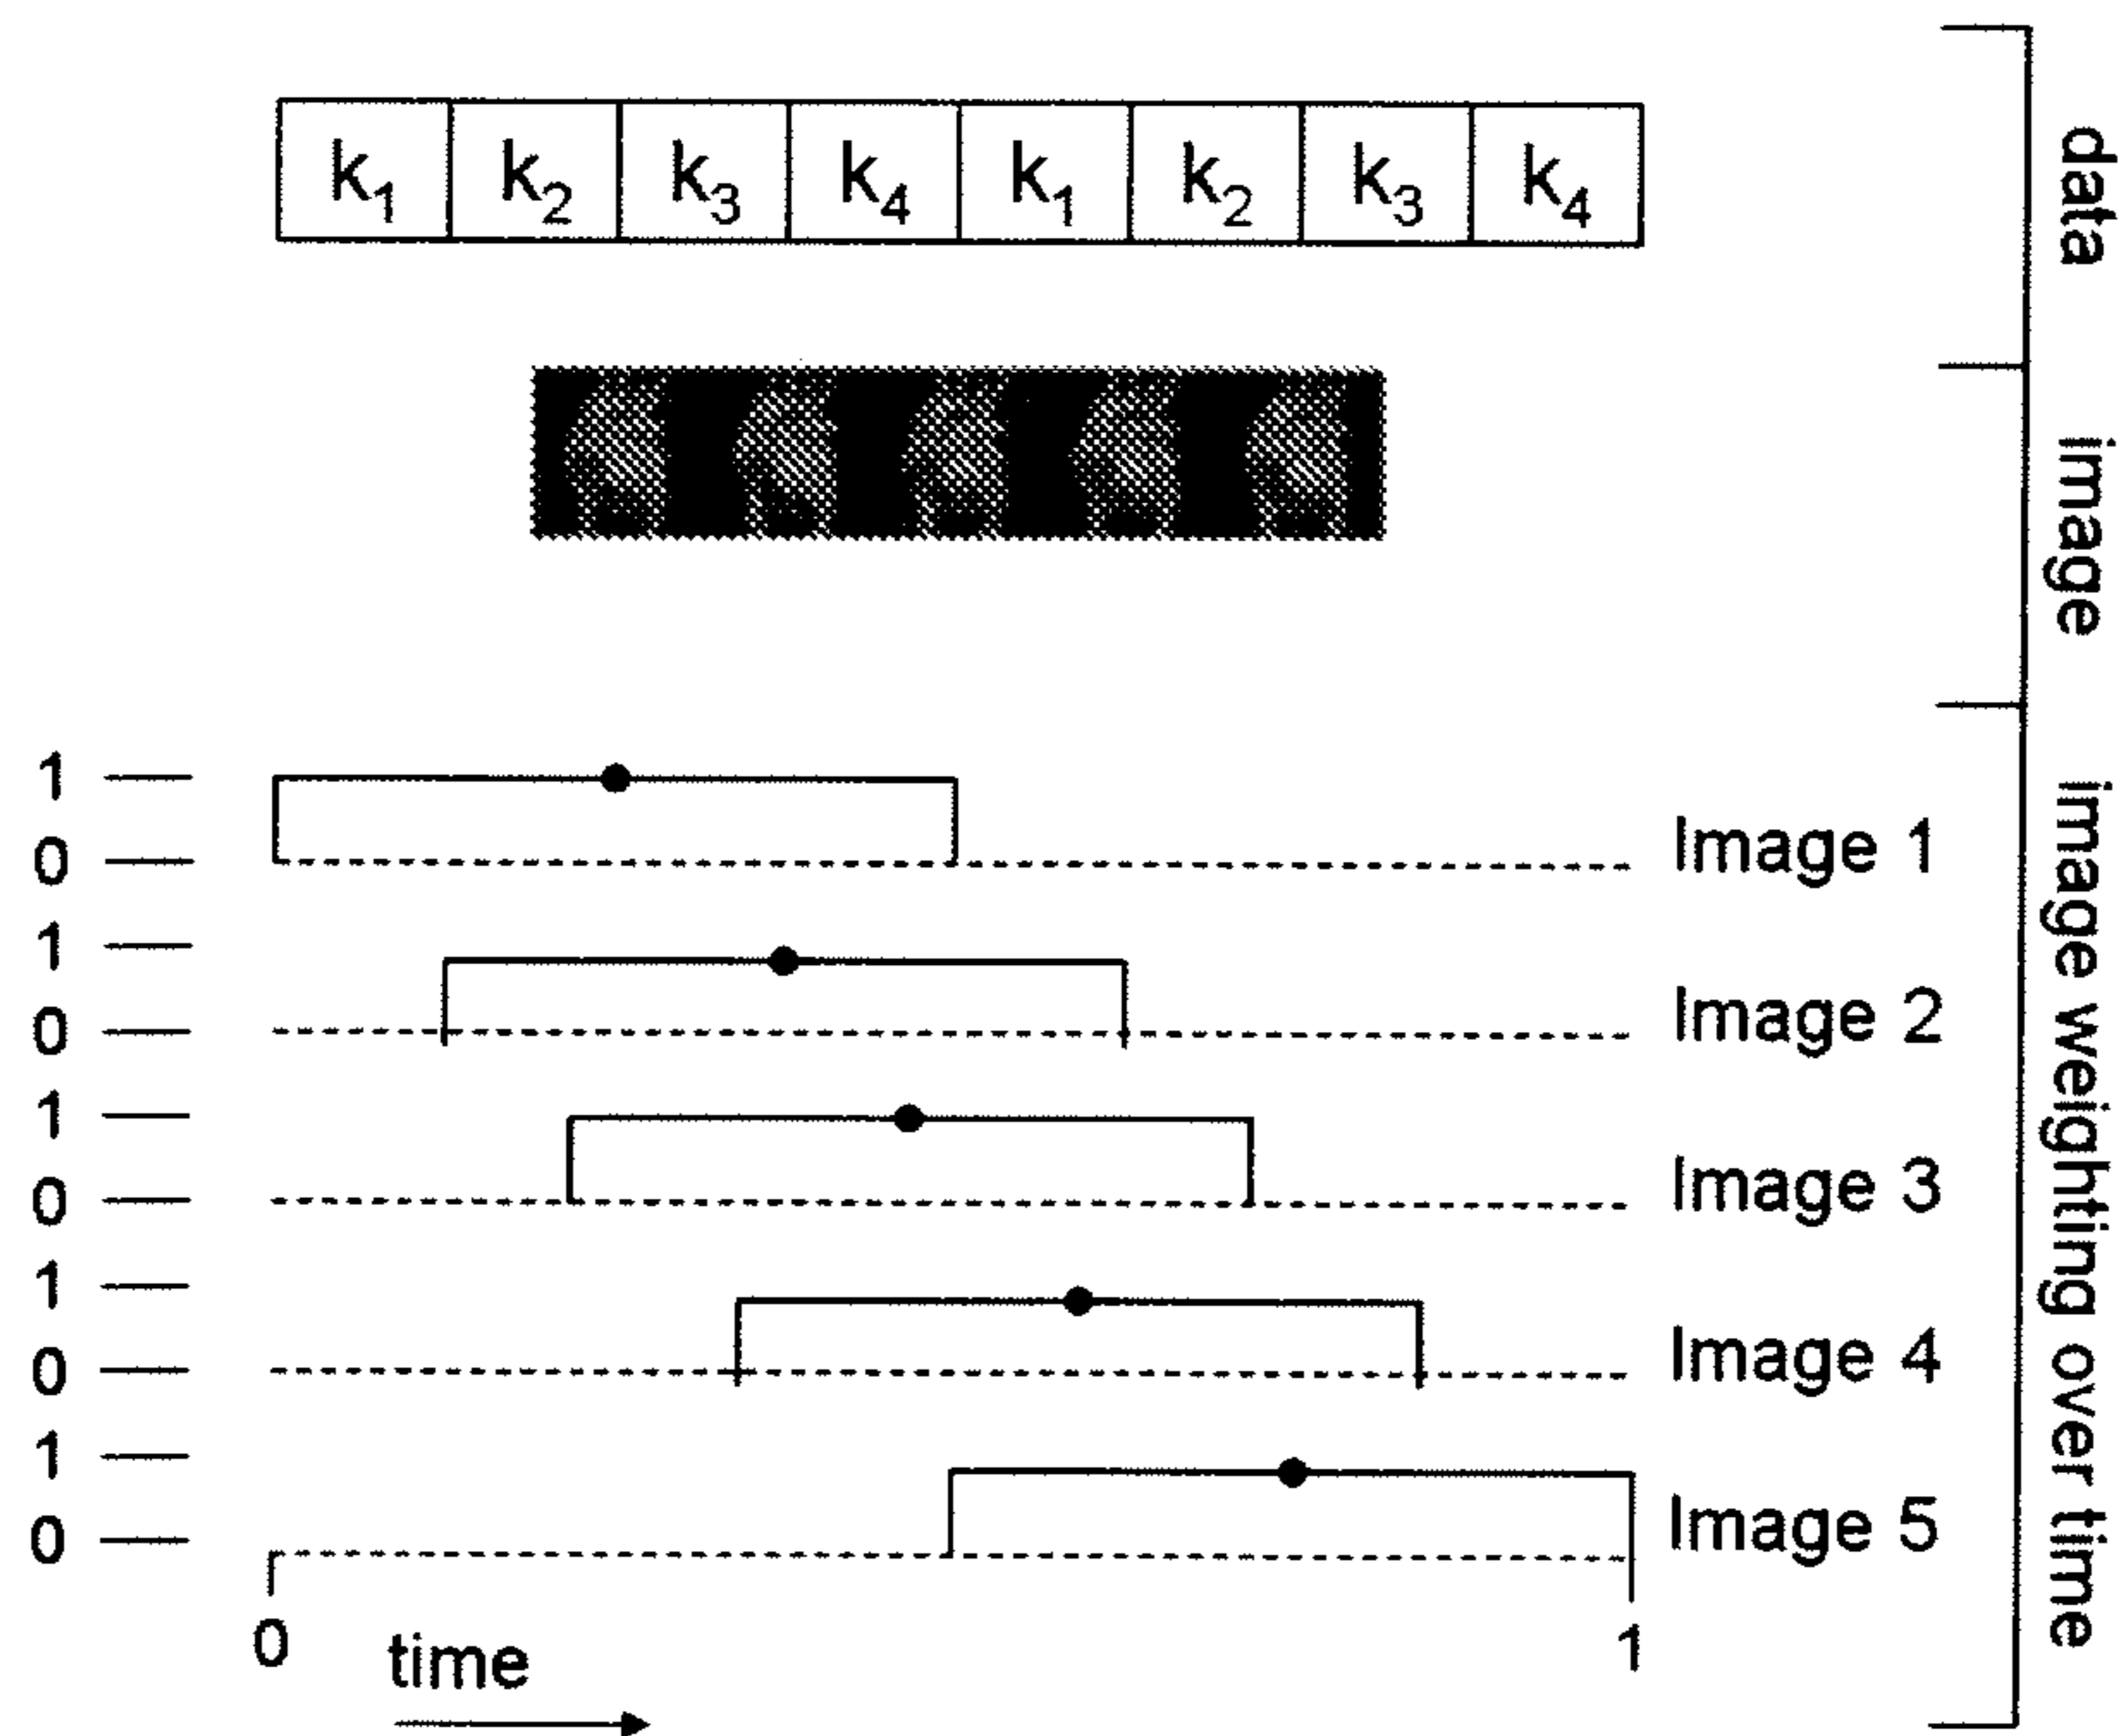 k₁ k₂ k₃ k₄ k₁ k₂ k₃ k₄
data
image
1
0
Image 1
1
0
Image 2
1
0
Image 3
1
0
Image 4
1
0
Image 5
image weighting over time
0
1
time